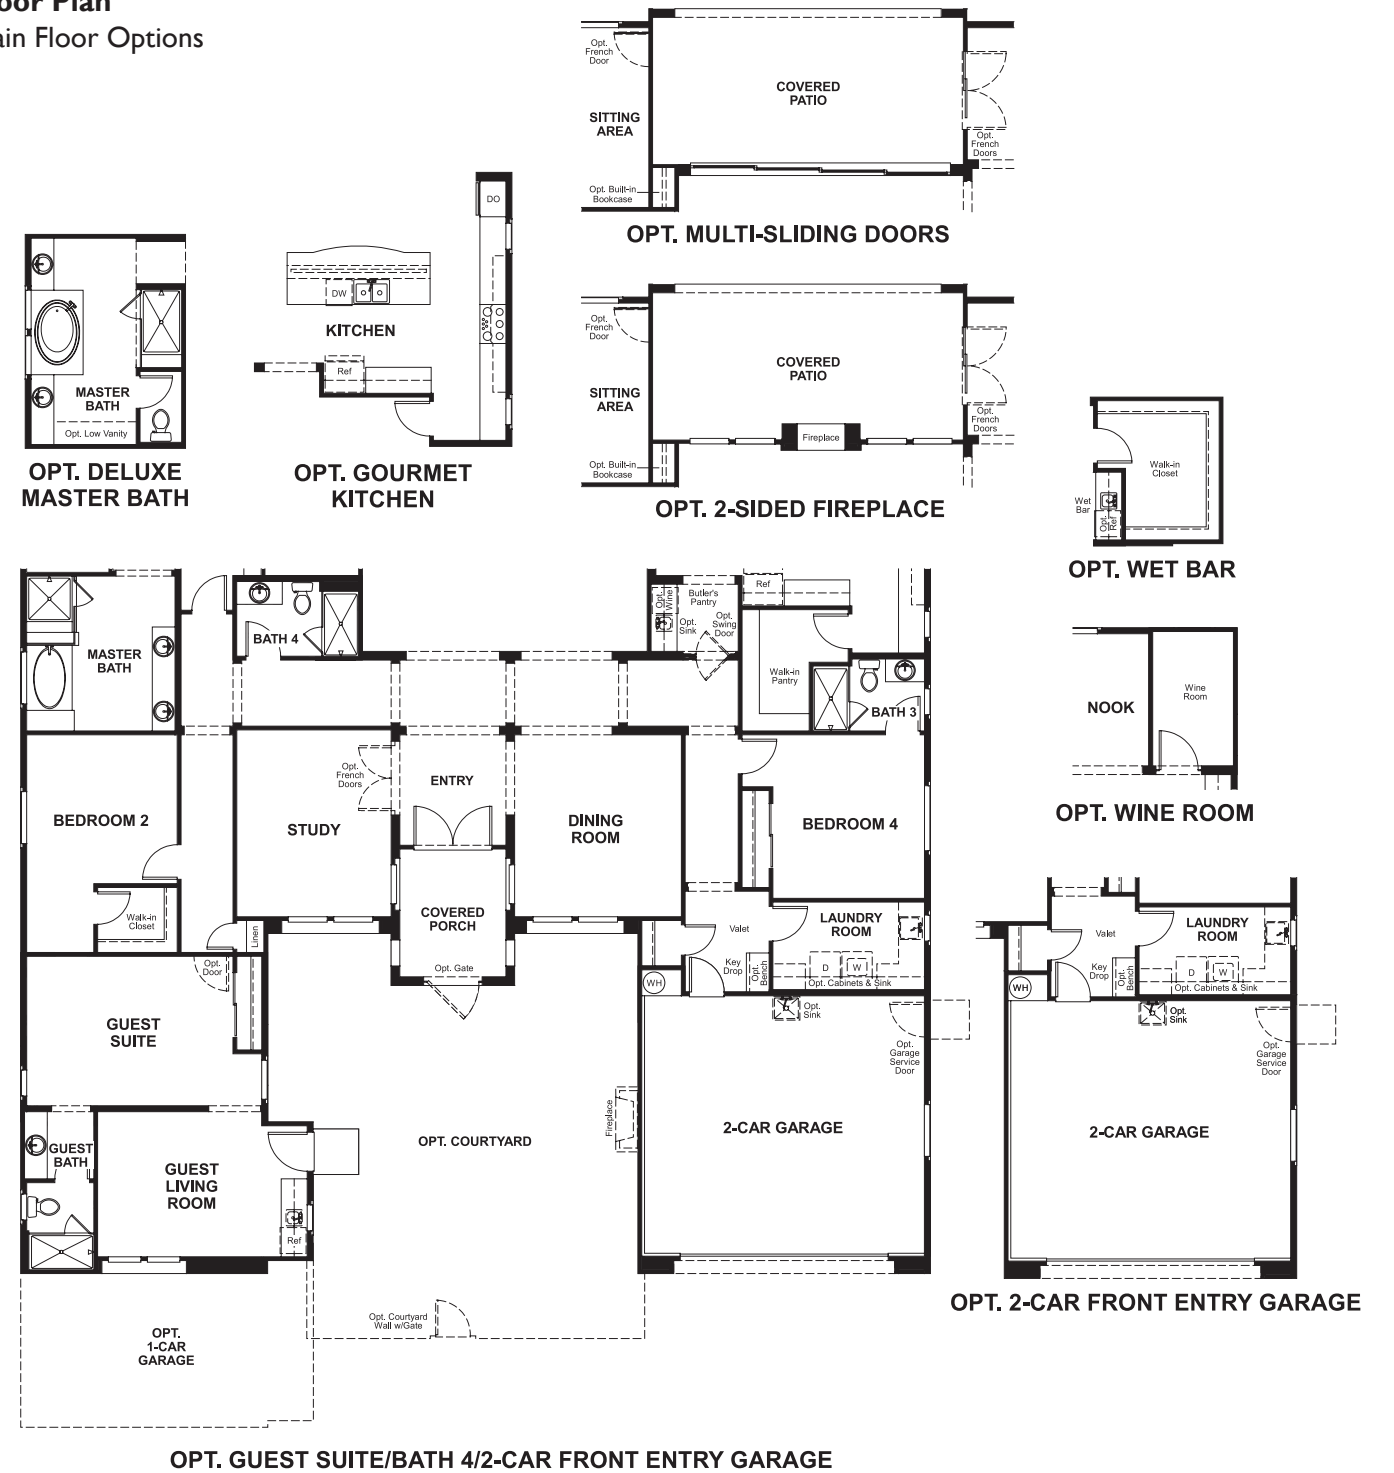 oor Plan
ain Floor Options
Opt.
French
Door
COVERED
PATIO
SITTING
AREA
Opt.
French
Doors
Opt. Built-in
Bookcase
OPT. MULTI-SLIDING DOORS
MASTER
BATH
Opt. Low Vanity
OPT. DELUXE
MASTER BATH
DO
DW
KITCHEN
Ref
OPT. GOURMET
KITCHEN
Opt.
French
Door
COVERED
PATIO
SITTING
AREA
Opt.
French
Doors
Fireplace
Opt. Built-in
Bookcase
OPT. 2-SIDED FIREPLACE
Walk-in
Closet
Wet
Bar
Opt.
Ref
OPT. WET BAR
NOOK
Wine
Room
OPT. WINE ROOM
MASTER
BATH
BATH 4
Opt.
Wine
Butler's
Pantry
Opt.
Sink
Opt.
Swing
Door
Ref
Walk-in
Pantry
BATH 3
BEDROOM 2
Walk-in
Closet
STUDY
Opt.
French
Doors
ENTRY
DINING
ROOM
BEDROOM 4
COVERED
PORCH
Opt. Gate
Linen
Opt.
Door
Valet
Key
Drop
Opt.
Bench
LAUNDRY
ROOM
D
W
Opt. Cabinets & Sink
WH
Opt.
Sink
Opt.
Garage
Service
Door
GUEST
SUITE
GUEST
BATH
GUEST
LIVING
ROOM
Ref
OPT. COURTYARD
Fireplace
2-CAR GARAGE
Opt. Courtyard
Wall w/Gate
OPT.
1-CAR
GARAGE
OPT. GUEST SUITE/BATH 4/2-CAR FRONT ENTRY GARAGE
Valet
Key
Drop
Opt.
Bench
LAUNDRY
ROOM
D
W
Opt. Cabinets & Sink
WH
Opt.
Sink
Opt.
Garage
Service
Door
2-CAR GARAGE
OPT. 2-CAR FRONT ENTRY GARAGE